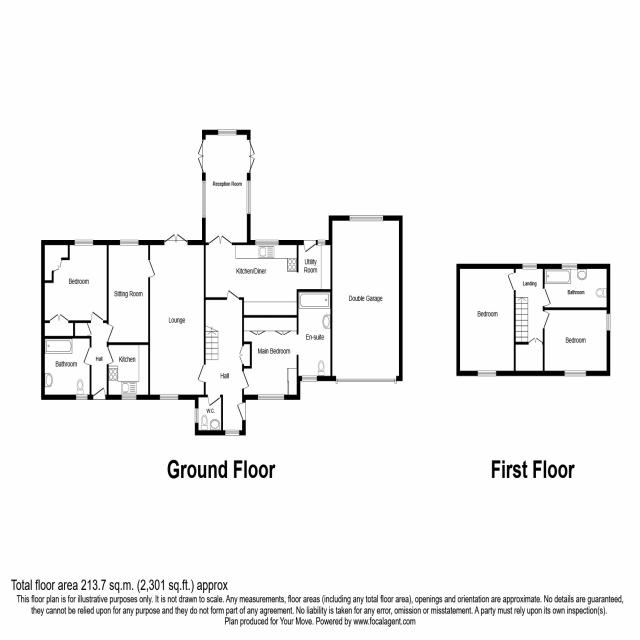 Reception Room
Bedroom
Sitting Room
Lounge
Kitchen/Diner
Utility
Room
Double Garage
Bathroom
Hall
Kitchen
Main Bedroom
En-suite
Hall
W.C.
Bedroom
Landing
Bathroom
Bedroom
Ground Floor
First Floor
Total floor area 213.7 sq.m. (2,301 sq.ft.) approx
This floor plan is for illustrative purposes only. It is not drawn to scale. Any measurements, floor areas (including any total floor area), openings and orientation are approximate. No details are guaranteed,
they cannot be relied upon for any purpose and they do not form part of any agreement. No liability is taken for any error, omission or misstatement. A party must rely upon its own inspection(s).
Plan produced for Your Move. Powered by www.focalagent.com